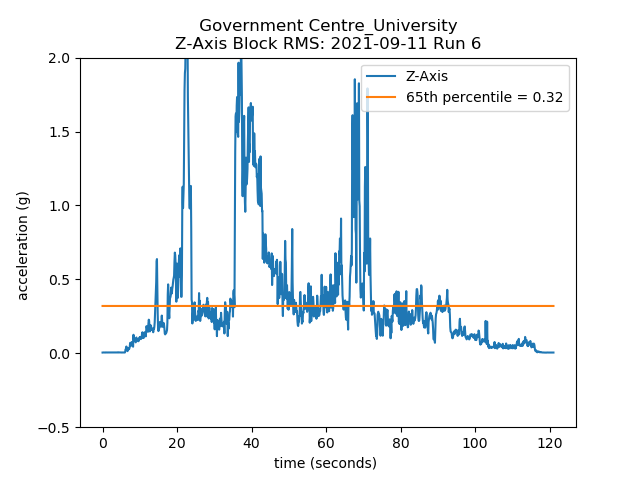 Government Centre_University
Z-Axis Block RMS: 2021-09-11 Run 6
Z-Axis
65th percentile = 0.32
2.0
1.5
1.0
0.5
0.0
−0.5
acceleration (g)
0 20 40 60 80 100 120
time (seconds)